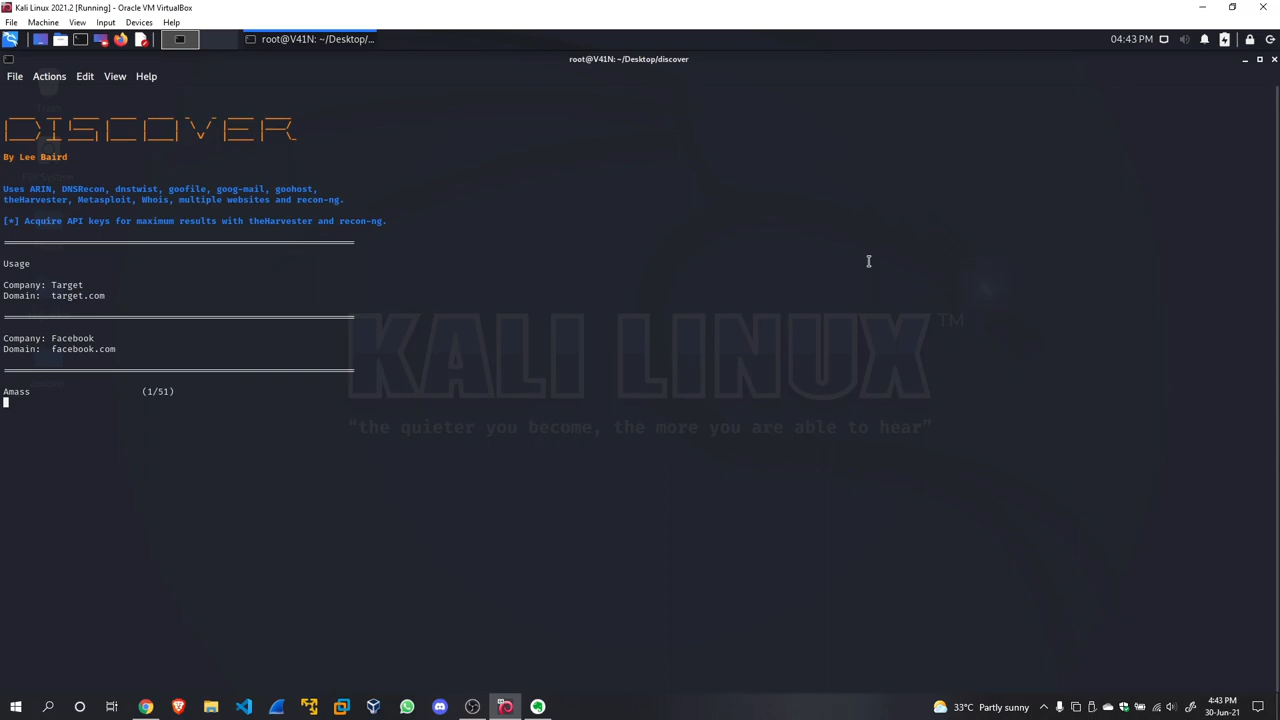 Kali Linux 2021.2 [Running] - Oracle VM VirtualBox
File Machine View Input Devices Help
root@V41N: ~/Desktop/...
04:43 PM
root@V41N: ~/Desktop/discover
File Actions Edit View Help
DISCOVER
By Lee Baird
Uses ARIN, DNSRecon, dnstwist, goofile, goog-mail, goohost,
theHarvester, Metasploit, Whois, multiple websites and recon-ng.
[*] Acquire API keys for maximum results with theHarvester and recon-ng.
Usage
Company: Target
Domain: target.com
Company: Facebook
Domain: facebook.com
Amass (1/51)
KALI LINUX ™
"the quieter you become, the more you are able to hear"
33°C Partly sunny
4:43 PM
30-Jun-21